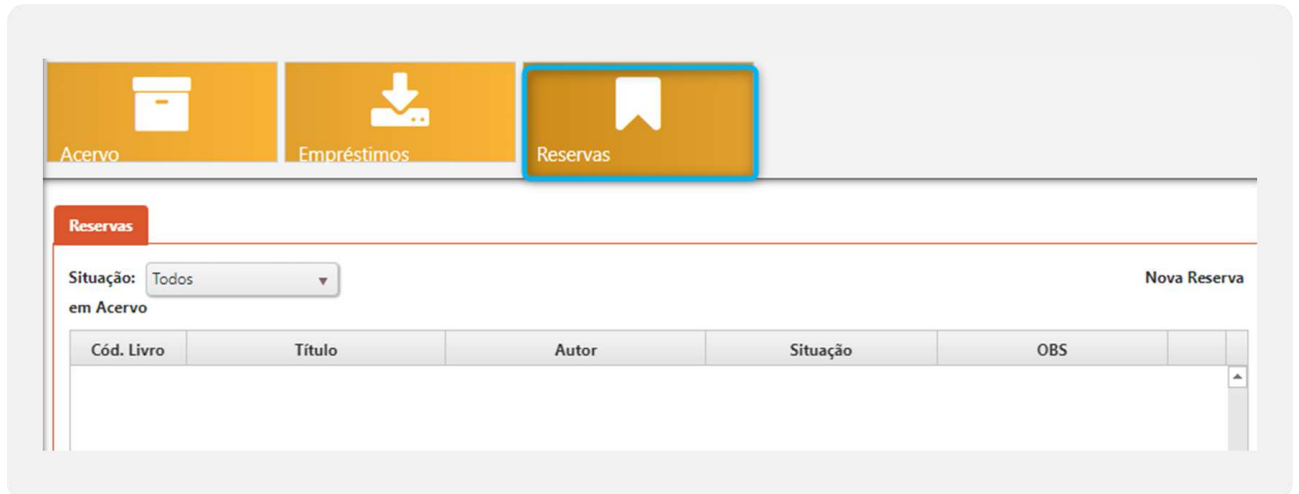 Acervo
Empréstimos
Reservas
Reservas
Situação: Todos
Nova Reserva
em Acervo
Cód. Livro Título Autor Situação OBS